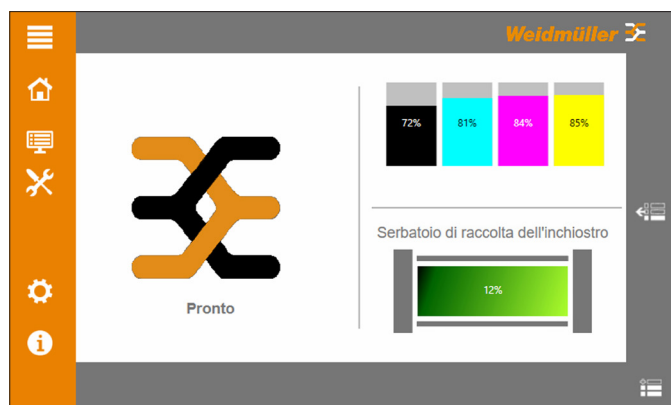 Weidmüller
72%
81%
84%
85%
Serbatoio di raccolta dell'inchiostro
12%
Pronto